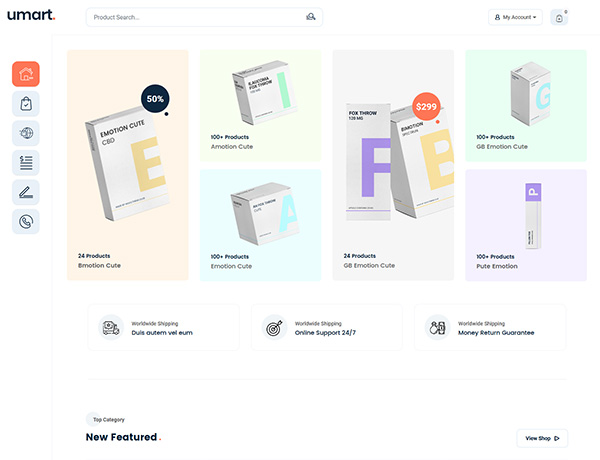 umart.
Product Search...
My Account
0
50%
EMOTION CUTE
CBD
E
24 Products
Bmotion Cute
FOX THROW
120 MG
I
100+ Products
Amotion Cute
CUTE
A
100+ Products
Emotion Cute
FOX THROW
120 MG
F
$299
B
24 Products
GB Emotion Cute
G
100+ Products
GB Emotion Cute
P
100+ Products
Pute Emotion
Worldwide Shipping
Duis autem vel eum
Worldwide Shipping
Online Support 24/7
Worldwide Shipping
Money Return Guarantee
Top Category
New Featured .
View Shop